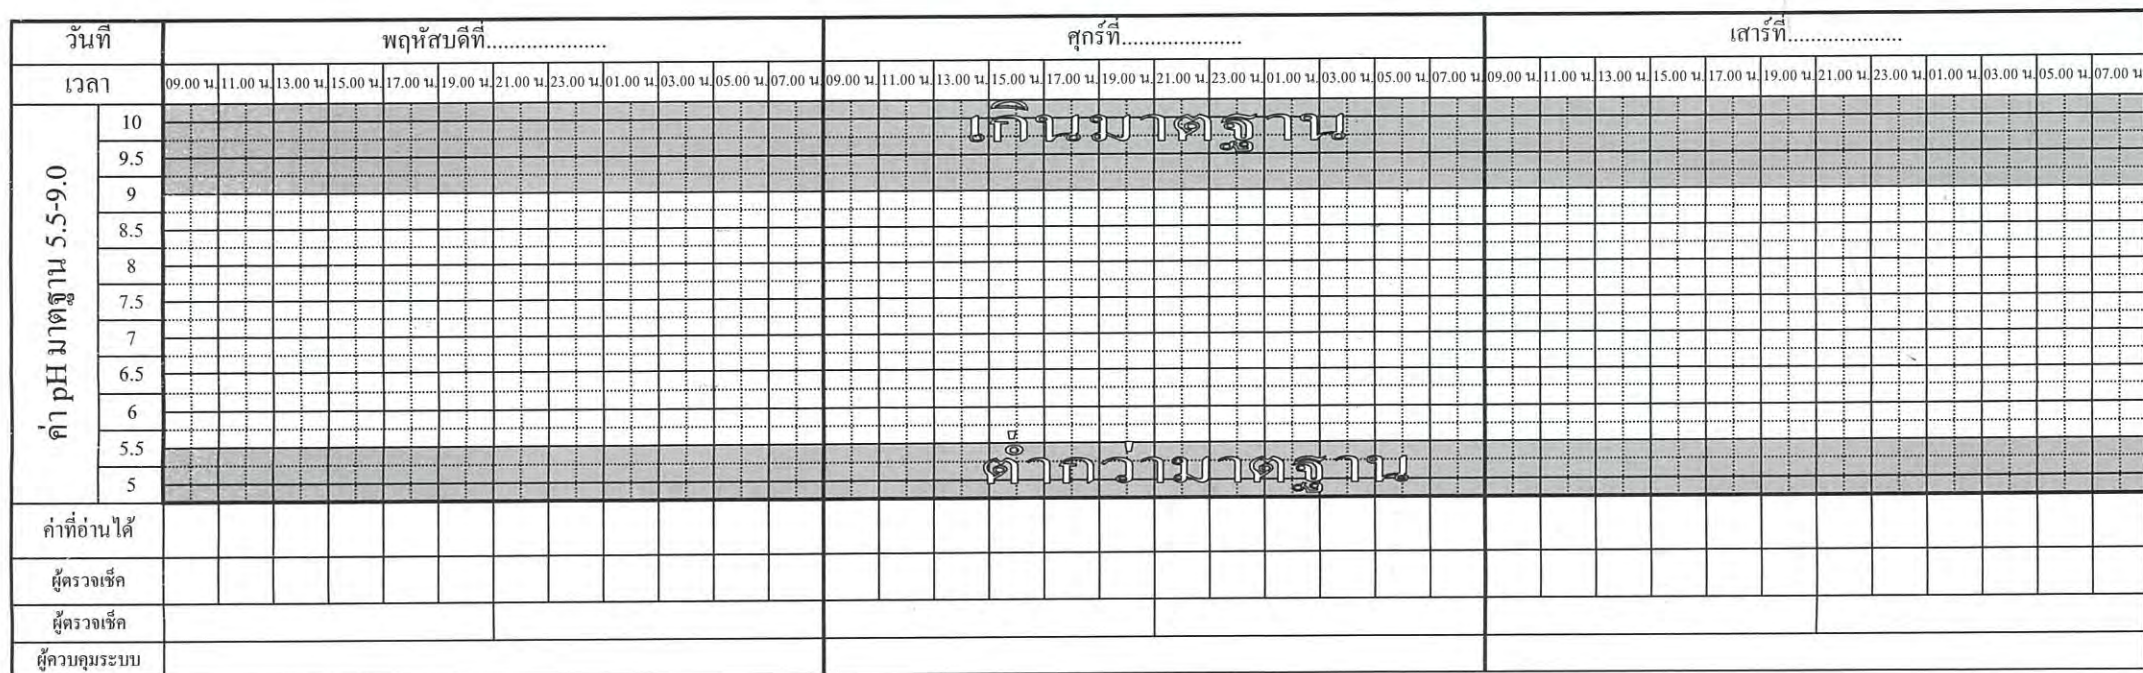 วันที่ พฤหัสบดีที่..................... ศุกร์ที่..................... เสาร์ที่....................
เวลา 09.00 น. 11.00 น. 13.00 น. 15.00 น. 17.00 น. 19.00 น. 21.00 น. 23.00 น. 01.00 น. 03.00 น. 05.00 น. 07.00 น. 09.00 น. 11.00 น. 13.00 น. 15.00 น. 17.00 น. 19.00 น. 21.00 น. 23.00 น. 01.00 น. 03.00 น. 05.00 น. 07.00 น. 09.00 น. 11.00 น. 13.00 น. 15.00 น. 17.00 น. 19.00 น. 21.00 น. 23.00 น. 01.00 น. 03.00 น. 05.00 น. 07.00 น.
ค่า pH มาตฐาน 5.5-9.0
10
เกินมาตฐาน
9.5
9
8.5
8
7.5
7
6.5
6
5.5
ต่ำกว่ามาตฐาน
5
ค่าที่อ่านได้
ผู้ตรวจเช็ค
ผู้ตรวจเช็ค
ผู้ควบคุมระบบ